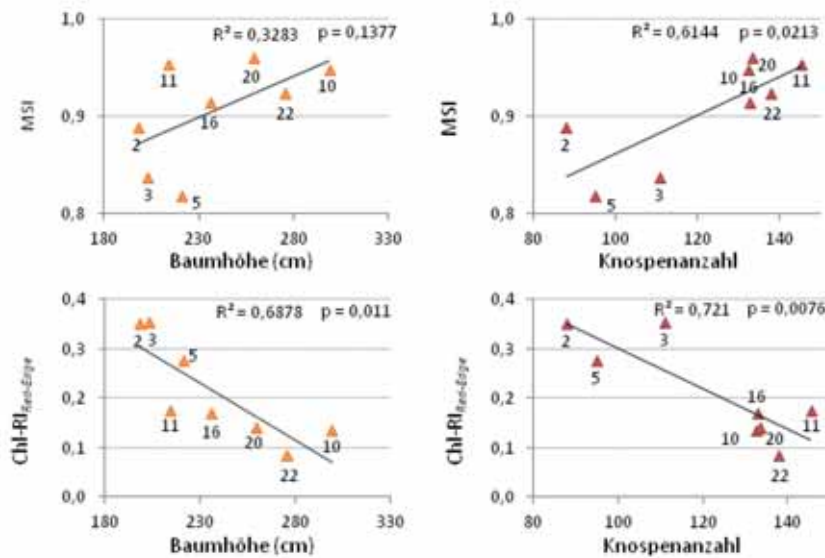 R² = 0,3283 p = 0,1377
MSI
1,0
0,9
0,8
11
20
10
16
22
2
3
5
180 230 280 330
Baumhöhe (cm)
R² = 0,6144 p = 0,0213
MSI
1,0
0,9
0,8
20
10
16
11
22
2
3
5
80 100 120 140
Knospenanzahl
R² = 0,6878 p = 0,011
Chl-RI Red-Edge
0,4
0,3
0,2
0,1
0,0
2 3
5
11
16
20
10
22
180 230 280 330
Baumhöhe (cm)
R² = 0,721 p = 0,0076
Chl-RI Red-Edge
0,4
0,3
0,2
0,1
0,0
2
3
5
16
11
10
20
22
80 100 120 140
Knospenanzahl